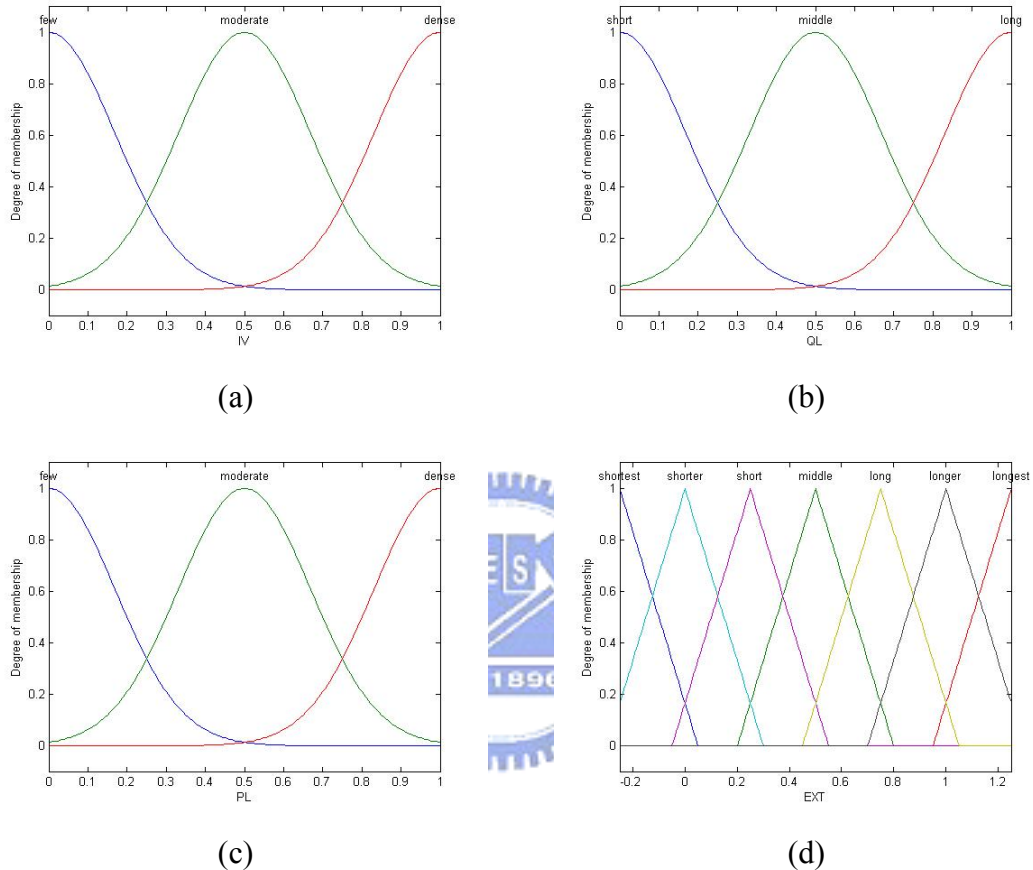 few moderate dense
1
0.8
0.6
0.4
0.2
0
Degree of membership
0 0.1 0.2 0.3 0.4 0.5 0.6 0.7 0.8 0.9 1
IV
(a)
short middle long
1
0.8
0.6
0.4
0.2
0
Degree of membership
0 0.1 0.2 0.3 0.4 0.5 0.6 0.7 0.8 0.9 1
QL
(b)
few moderate dense
1
0.8
0.6
0.4
0.2
0
Degree of membership
0 0.1 0.2 0.3 0.4 0.5 0.6 0.7 0.8 0.9 1
PL
(c)
E S
1896
shortest shorter short middle long longer longest
1
0.8
0.6
0.4
0.2
0
Degree of membership
-0.2 0 0.2 0.4 0.6 0.8 1 1.2
EXT
(d)